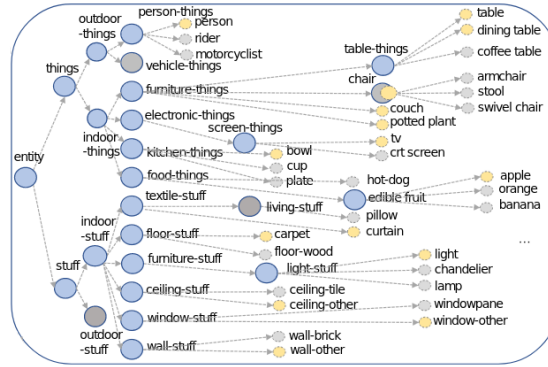 person-things
outdoor
-things
person
rider
motorcyclist
table
dining table
coffee table
table-things
things
vehicle-things
chair
furniture-things
armchair
stool
swivel chair
couch
potted plant
electronic-things
screen-things
tv
crt screen
indoor
-things
kitchen-things
bowl
cup
plate
entity
food-things
hot-dog
edible fruit
apple
orange
banana
textile-stuff
living-stuff
pillow
curtain
indoor
-stuff
floor-stuff
carpet
floor-wood
...
furniture-stuff
light-stuff
light
chandelier
lamp
stuff
ceiling-stuff
ceiling-tile
ceiling-other
window-stuff
windowpane
window-other
outdoor
-stuff
wall-stuff
wall-brick
wall-other